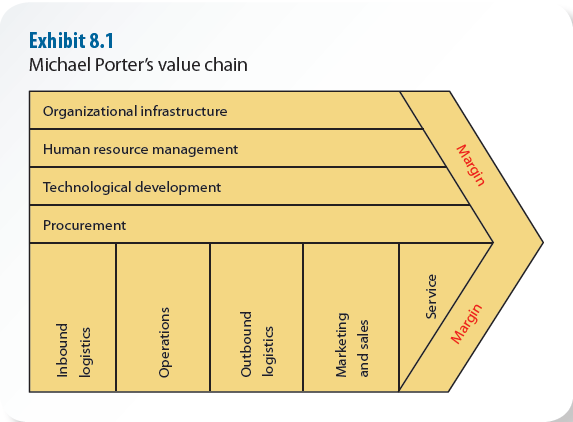 Exhibit 8.1
Michael Porter’s value chain
Organizational infrastructure
Human resource management
Technological development
Procurement
Margin
Inbound
logistics
Operations
Outbound
logistics
Marketing
and sales
Service
Margin